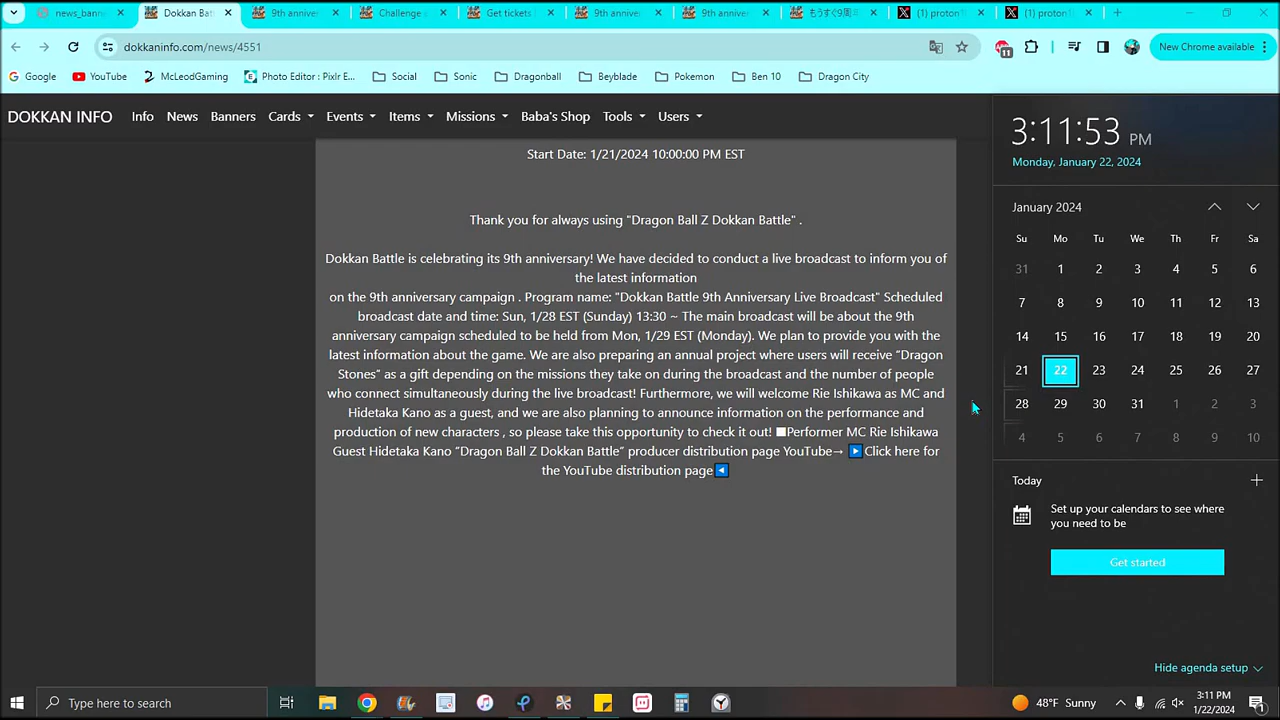 news_bann
Dokkan Bat
9th anniver
Challenge
Get tickets
9th anniver
9th anniver
もうすぐ9周年
(1) proton1
(1) proton1
dokkaninfo.com/news/4551
11
New Chrome available
Google
YouTube
McLeodGaming
Photo Editor : Pixlr E...
Social
Sonic
Dragonball
Beyblade
Pokemon
Ben 10
Dragon City
DOKKAN INFO
Info
News
Banners
Cards
Events
Items
Missions
Baba's Shop
Tools
Users
Start Date: 1/21/2024 10:00:00 PM EST
Thank you for always using "Dragon Ball Z Dokkan Battle" .
Dokkan Battle is celebrating its 9th anniversary! We have decided to conduct a live broadcast to inform you of
the latest information
on the 9th anniversary campaign . Program name: "Dokkan Battle 9th Anniversary Live Broadcast" Scheduled
broadcast date and time: Sun, 1/28 EST (Sunday) 13:30 ~ The main broadcast will be about the 9th
anniversary campaign scheduled to be held from Mon, 1/29 EST (Monday). We plan to provide you with the
latest information about the game. We are also preparing an annual project where users will receive "Dragon
Stones" as a gift depending on the missions they take on during the broadcast and the number of people
who connect simultaneously during the live broadcast! Furthermore, we will welcome Rie Ishikawa as MC and
Hidetaka Kano as a guest, and we are also planning to announce information on the performance and
production of new characters , so please take this opportunity to check it out! ■Performer MC Rie Ishikawa
Guest Hidetaka Kano "Dragon Ball Z Dokkan Battle" producer distribution page YouTube→ ▶Click here for
the YouTube distribution page◀
3:11:53 PM
Monday, January 22, 2024
January 2024
Su Mo Tu We Th Fr Sa
31 1 2 3 4 5 6
7 8 9 10 11 12 13
14 15 16 17 18 19 20
21 22 23 24 25 26 27
28 29 30 31 1 2 3
4 5 6 7 8 9 10
Today
Set up your calendars to see where
you need to be
Get started
Hide agenda setup
Type here to search
48°F Sunny
3:11 PM
1/22/2024
1